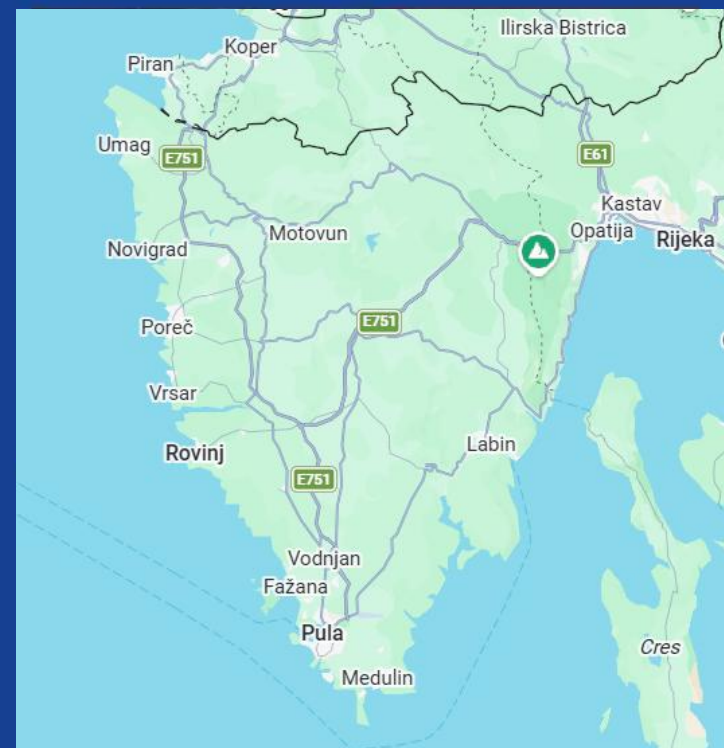 Ilirska Bistrica
Koper
Piran
Umag
E751
E61
Kastav
Motovun
Opatija
Rijeka
Novigrad
E751
Poreč
Vrsar
Labin
Rovinj
E751
Vodnjan
Fažana
Pula
Cres
Medulin